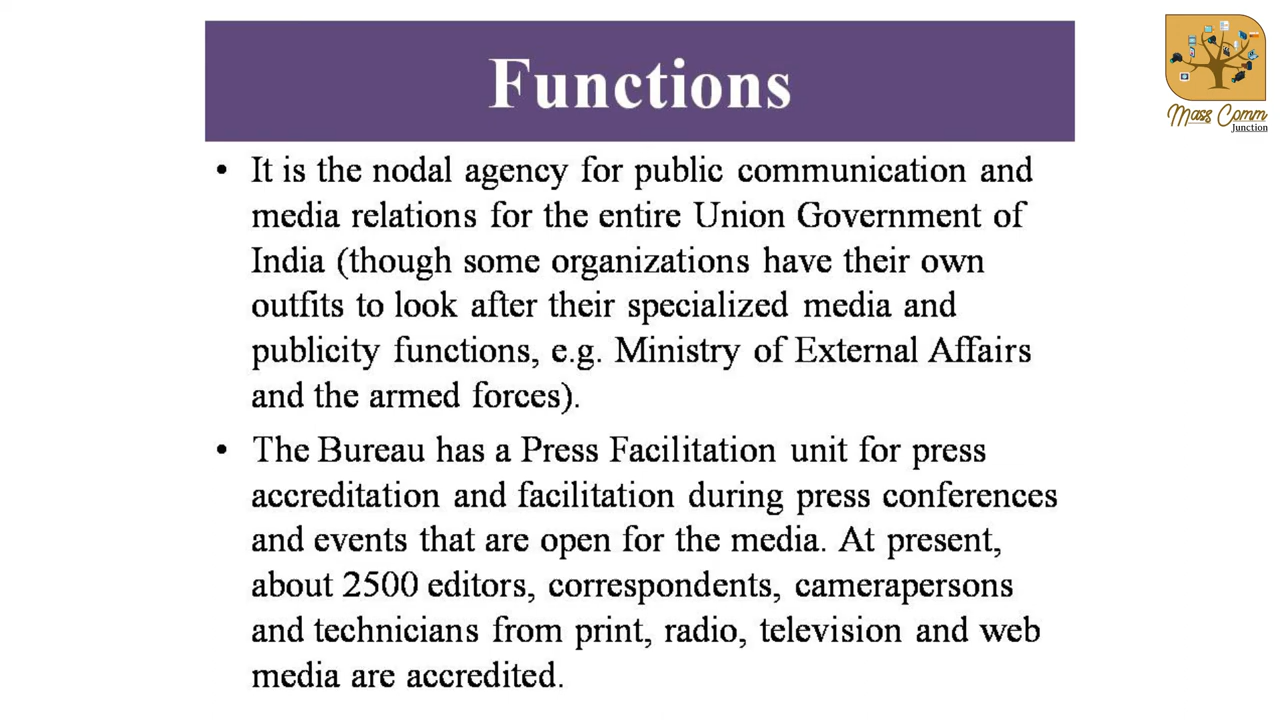 Functions
Mass Comm
Junction
• It is the nodal agency for public communication and
media relations for the entire Union Government of
India (though some organizations have their own
outfits to look after their specialized media and
publicity functions, e.g. Ministry of External Affairs
and the armed forces).
• The Bureau has a Press Facilitation unit for press
accreditation and facilitation during press conferences
and events that are open for the media. At present,
about 2500 editors, correspondents, camerapersons
and technicians from print, radio, television and web
media are accredited.